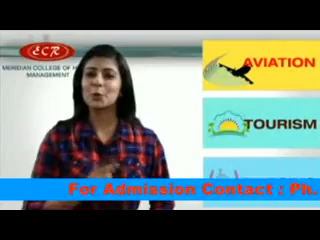 ECR
MERIDIAN COLLEGE OF H
MANAGEMENT
AVIATION
TOURISM
For Admission Contact : Ph.